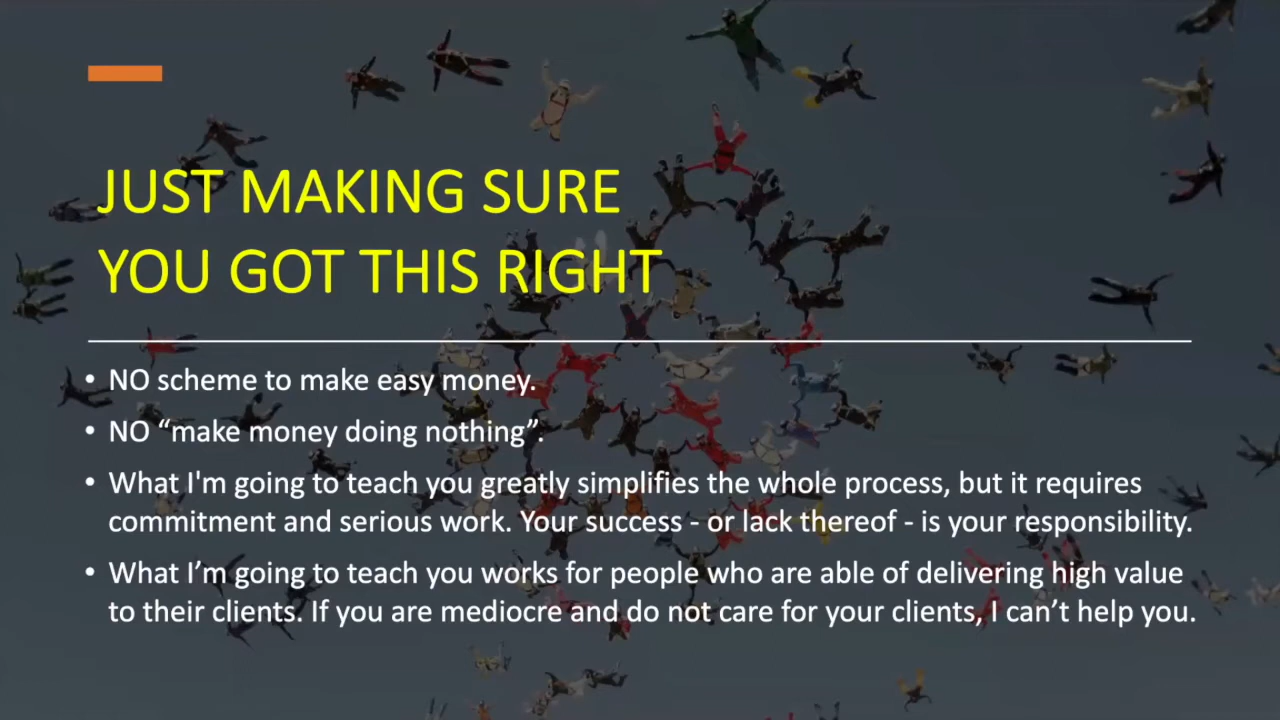 JUST MAKING SURE
YOU GOT THIS RIGHT
• NO scheme to make easy money.
• NO “make money doing nothing”.
• What I'm going to teach you greatly simplifies the whole process, but it requires
commitment and serious work. Your success - or lack thereof - is your responsibility.
• What I’m going to teach you works for people who are able of delivering high value
to their clients. If you are mediocre and do not care for your clients, I can’t help you.